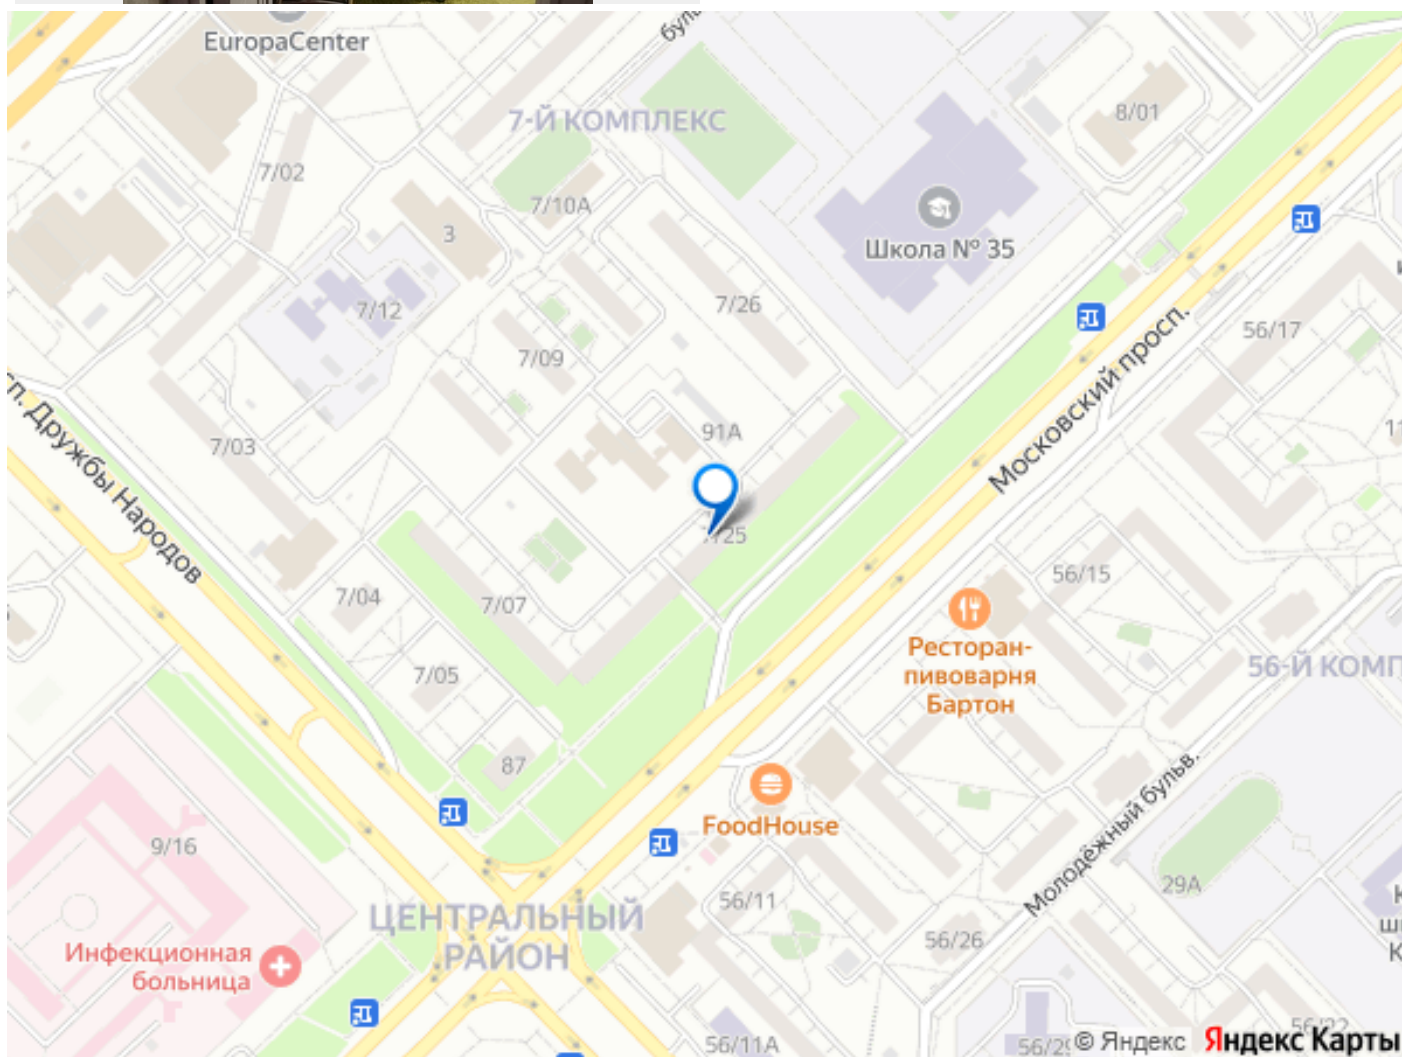 EuropaCenter
7-Й КОМПЛЕКС
8/01
7/02
7/10А
3
Школа № 35
7/12
7/26
7/09
56/17
Московский просп.
91А
7/03
Дружбы Народов
7/04
7/07
56/15
Ресторан-
пивоварня
Бартон
7/05
56-Й КОМП
87
FoodHouse
Молодёжный бульв.
9/16
29А
56/11
ЦЕНТРАЛЬНЫЙ
РАЙОН
56/26
Инфекционная
больница
56/11А
56/22
© Яндекс
Яндекс Карты